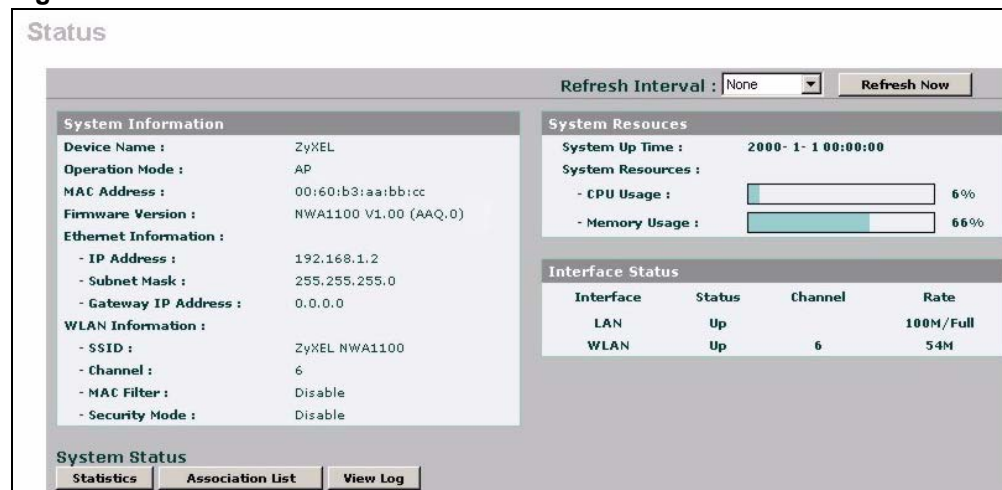 Status
Refresh Interval : None Refresh Now
System Information
Device Name : ZyXEL
Operation Mode : AP
MAC Address : 00:60:b3:aa:bb:cc
Firmware Version : NWA1100 V1.00 (AAQ.0)
Ethernet Information :
- IP Address : 192.168.1.2
- Subnet Mask : 255.255.255.0
- Gateway IP Address : 0.0.0.0
WLAN Information :
- SSID : ZyXEL NWA1100
- Channel : 6
- MAC Filter : Disable
- Security Mode : Disable
System Resouces
System Up Time : 2000- 1- 1 00:00:00
System Resources :
- CPU Usage : 6%
- Memory Usage : 66%
Interface Status
Interface Status Channel Rate
LAN Up 100M/Full
WLAN Up 6 54M
System Status
Statistics Association List View Log